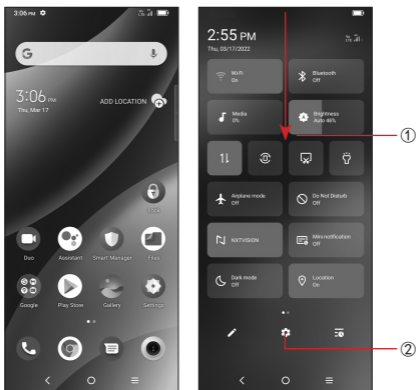 3:06 PM
3:06 PM
Thu, Mar 17
ADD LOCATION
Duo
Assistant
Smart Manager
Files
Google
Play Store
Gallery
Settings
2:55 PM
Thu, 05/17/2022
Wi-Fi
On
Bluetooth
Off
Media
0%
Brightness
Auto 46%
Airplane mode
Off
Do Not Disturb
Off
NXTVISION
Mini notification
Off
Dark mode
Off
Location
On
①
②